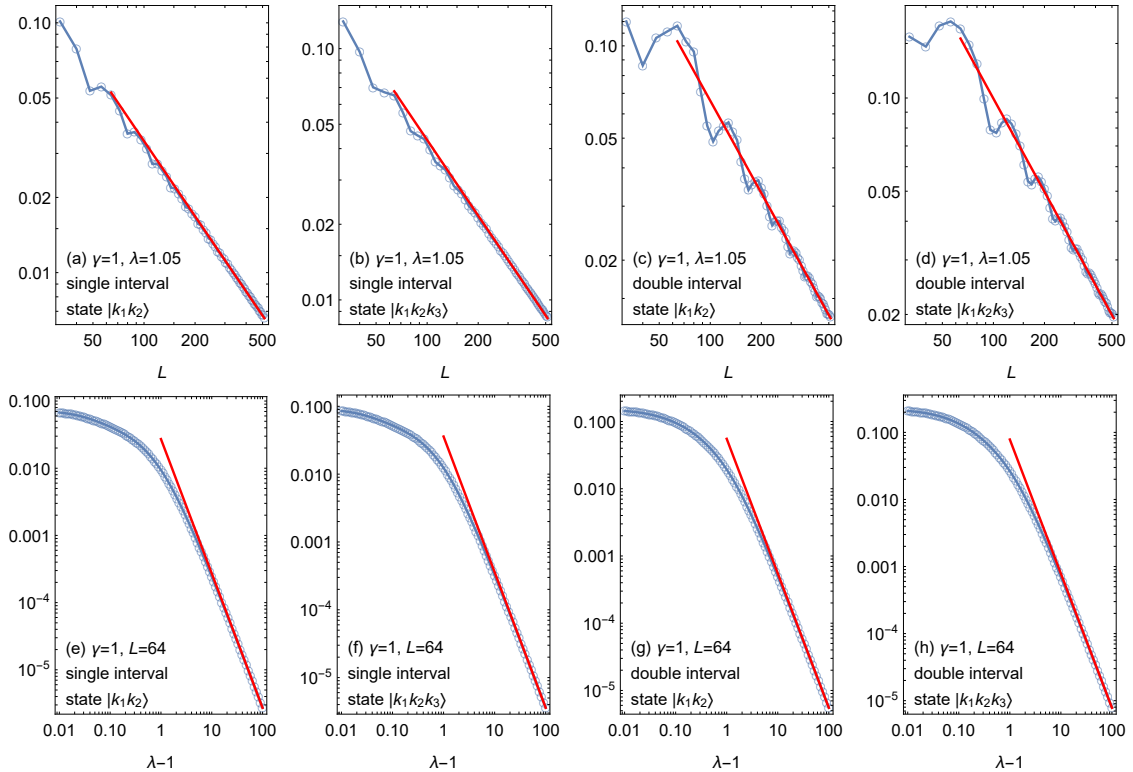 0.10
0.05
0.02
0.01
(a) γ=1, λ=1.05
single interval
state |k₁k₂⟩
50 100 200 500
L
0.10
0.05
0.02
0.01
(b) γ=1, λ=1.05
single interval
state |k₁k₂k₃⟩
50 100 200 500
L
0.10
0.05
0.02
(c) γ=1, λ=1.05
double interval
state |k₁k₂⟩
50 100 200 500
L
0.10
0.05
0.02
(d) γ=1, λ=1.05
double interval
state |k₁k₂k₃⟩
50 100 200 500
L
0.100
0.010
0.001
10⁻⁴
10⁻⁵
(e) γ=1, L=64
single interval
state |k₁k₂⟩
0.01 0.10 1 10 100
λ−1
0.100
0.010
0.001
10⁻⁴
10⁻⁵
(f) γ=1, L=64
single interval
state |k₁k₂k₃⟩
0.01 0.10 1 10 100
λ−1
0.100
0.010
0.001
10⁻⁴
10⁻⁵
(g) γ=1, L=64
double interval
state |k₁k₂⟩
0.01 0.10 1 10 100
λ−1
0.100
0.010
0.001
10⁻⁴
10⁻⁵
(h) γ=1, L=64
double interval
state |k₁k₂k₃⟩
0.01 0.10 1 10 100
λ−1